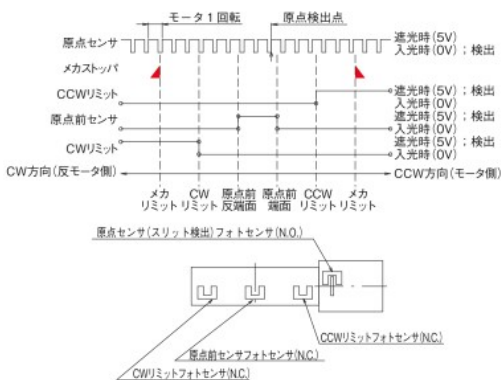 モータ1回転
原点検出点
原点センサ
遮光時(5V)
入光時(0V);検出
メカストッパ
CCWリミット
遮光時(5V);検出
入光時(0V)
原点前センサ
遮光時(5V);検出
入光時(0V)
CWリミット
遮光時(5V);検出
入光時(0V)
CW方向(反モータ側)
CCW方向(モータ側)
メカ
リミット
CW
リミット
原点前
反端面
原点前
端面
CCW
リミット
メカ
リミット
原点センサ(スリット検出)フォトセンサ(N.O.)
CCWリミットフォトセンサ(N.C.)
原点前センサフォトセンサ(N.C.)
CWリミットフォトセンサ(N.C.)